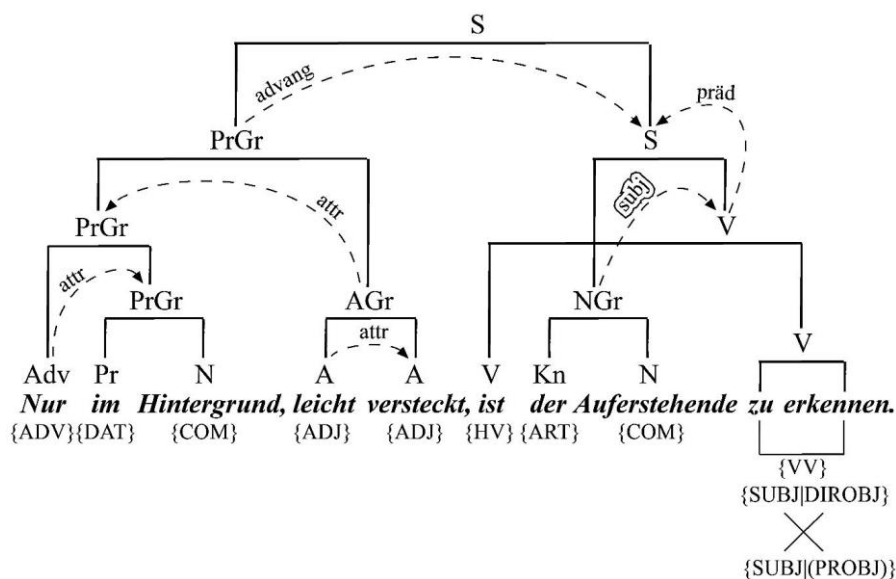 S
advang
präd
PrGr S
attr subj
PrGr V
attr
PrGr AGr NGr
attr V
Adv Pr N A A V Kn N
Nur im Hintergrund, leicht versteckt, ist der Auferstehende zu erkennen.
{ADV} {DAT} {COM} {ADJ} {ADJ} {HV} {ART} {COM}
{VV}
{SUBJ|DIROBJ}
{SUBJ|(PROBJ)}